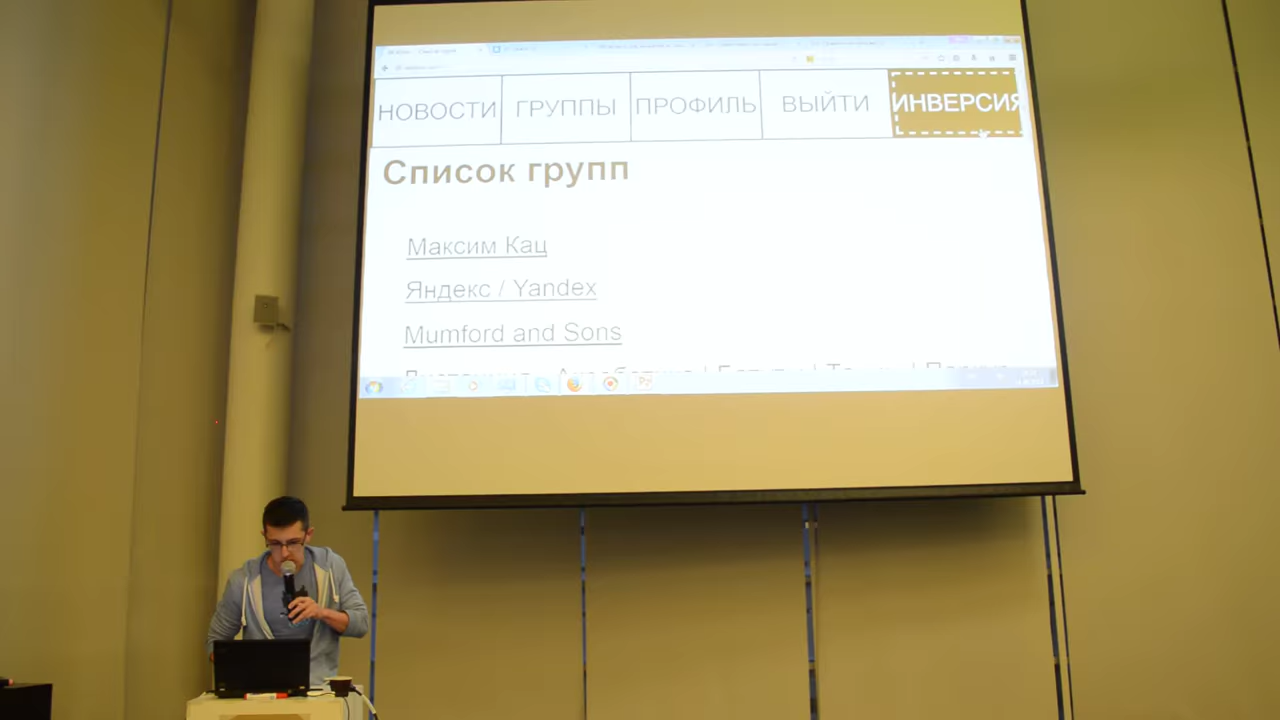 НОВОСТИ ГРУППЫ ПРОФИЛЬ ВЫЙТИ ИНВЕРСИЯ
Список групп
Максим Кац
Яндекс / Yandex
Mumford and Sons